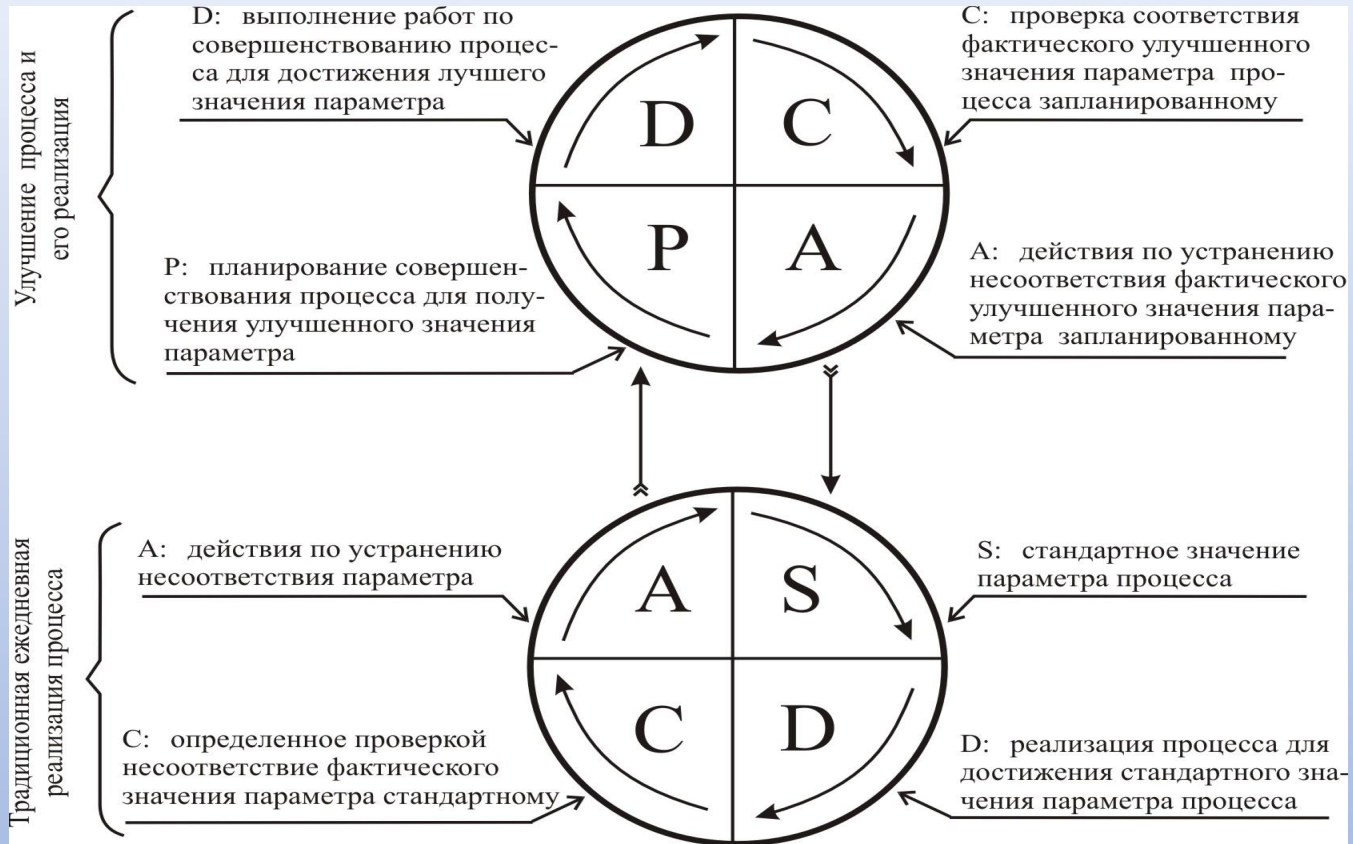 Улучшение процесса и
его реализация
D: выполнение работ по
совершенствованию процес-
са для достижения лучшего
значения параметра
C: проверка соответствия
фактического улучшенного
значения параметра про-
цесса запланированному
D
C
P
A
P: планирование совершен-
ствования процесса для полу-
чения улучшенного значения
параметра
A: действия по устранению
несоответствия фактического
улучшенного значения пара-
метра запланированному
Традиционная ежедневная
реализация процесса
A: действия по устранению
несоответствия параметра
S: стандартное значение
параметра процесса
A
S
C
D
C: определенное проверкой
несоответствие фактического
значения параметра стандартному
D: реализация процесса для
достижения стандартного зна-
чения параметра процесса